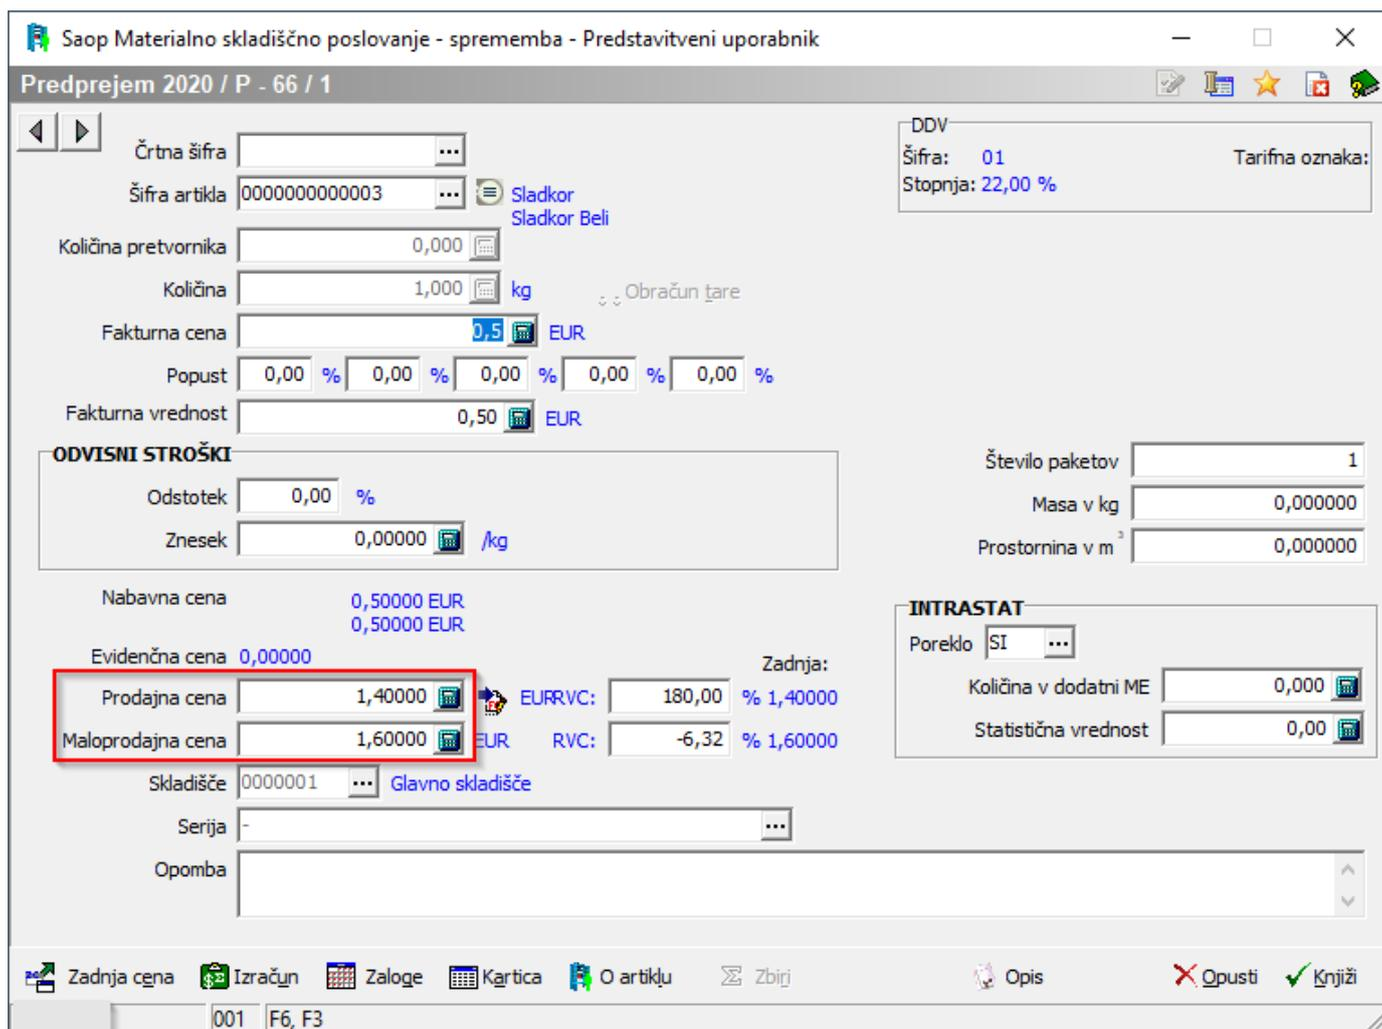 Saop Materialno skladiščno poslovanje - sprememba - Predstavitveni uporabnik
Predprejem 2020 / P - 66 / 1
Črtna šifra ...
Šifra artikla 0000000000003 ... Sladkor
Sladkor Beli
DDV
Šifra: 01 Tarifna oznaka:
Stopnja: 22,00 %
Količina pretvornika 0,000
Količina 1,000 kg Obračun tare
Fakturna cena 0,5 EUR
Popust 0,00 % 0,00 % 0,00 % 0,00 % 0,00 %
Fakturna vrednost 0,50 EUR
ODVISNI STROŠKI
Odstotek 0,00 %
Znesek 0,00000 /kg
Število paketov 1
Masa v kg 0,000000
Prostornina v m³ 0,000000
Nabavna cena 0,50000 EUR
0,50000 EUR
Evidenčna cena 0,00000 Zadnja:
Prodajna cena 1,40000 EUR RVC: 180,00 % 1,40000
Maloprodajna cena 1,60000 EUR RVC: -6,32 % 1,60000
INTRASTAT
Poreklo SI ...
Količina v dodatni ME 0,000
Statistična vrednost 0,00
Skladišče 0000001 ... Glavno skladišče
Serija - ...
Opomba
Zadnja cena Izračun Zaloge Kartica O artiklu Zbirj Opis Opusti Knjiži
001 F6, F3